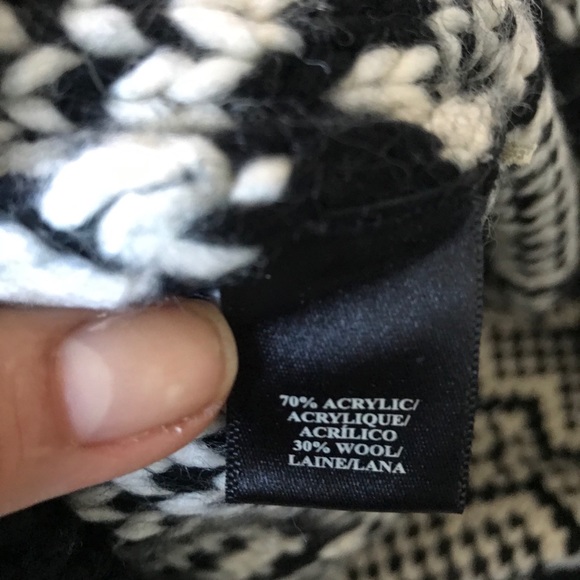 70% ACRYLIC/
ACRYLIQUE/
ACRÍLICO
30% WOOL/
LAINE/LANA